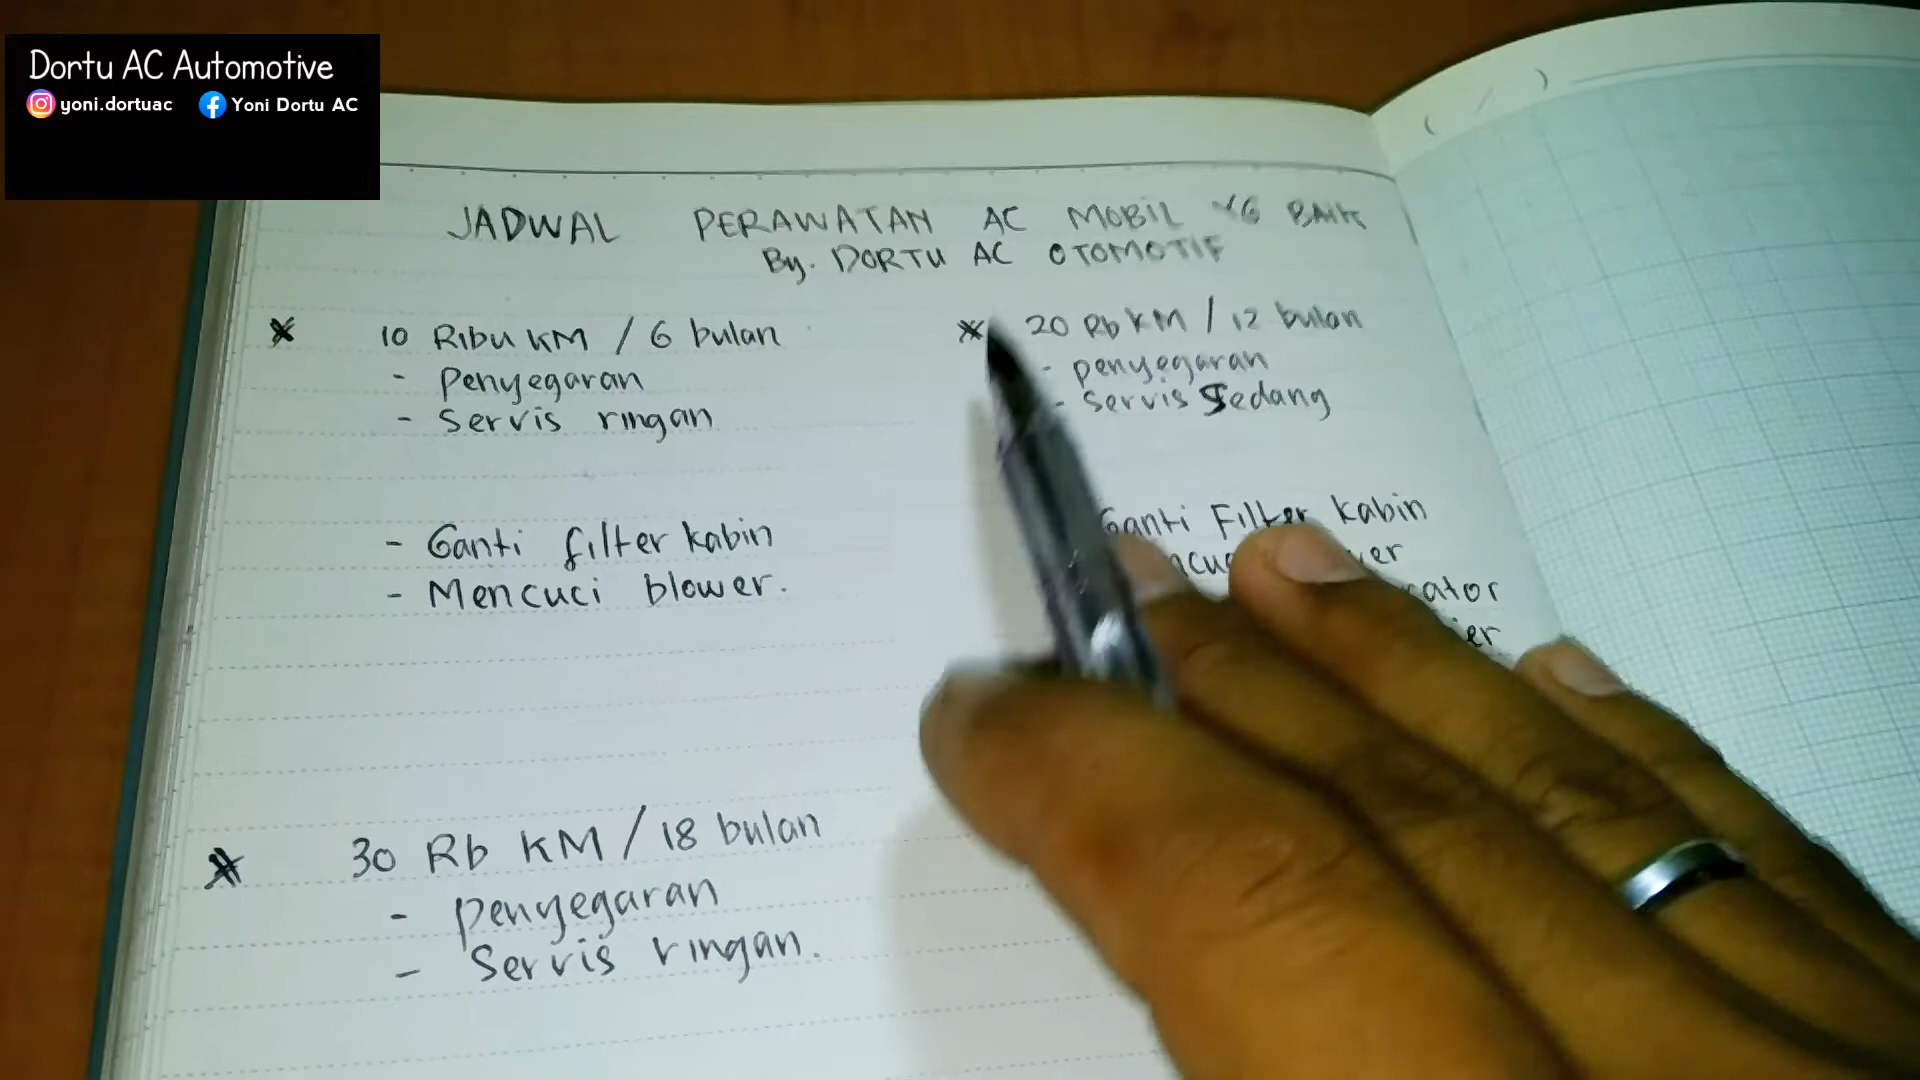 Dortu AC Automotive
yoni.dortuac Yoni Dortu AC
JADWAL PERAWATAN AC MOBIL YG BAIK
By. DORTU AC OTOMOTIF
10 Ribu KM / 6 bulan
- Penyegaran
- Servis ringan
- Ganti filter kabin
- Mencuci blower.
20 Rb KM / 12 bulan
- penyegaran
- Servis Sedang
Ganti Filter kabin
30 Rb KM / 18 bulan
- penyegaran
- Servis ringan.